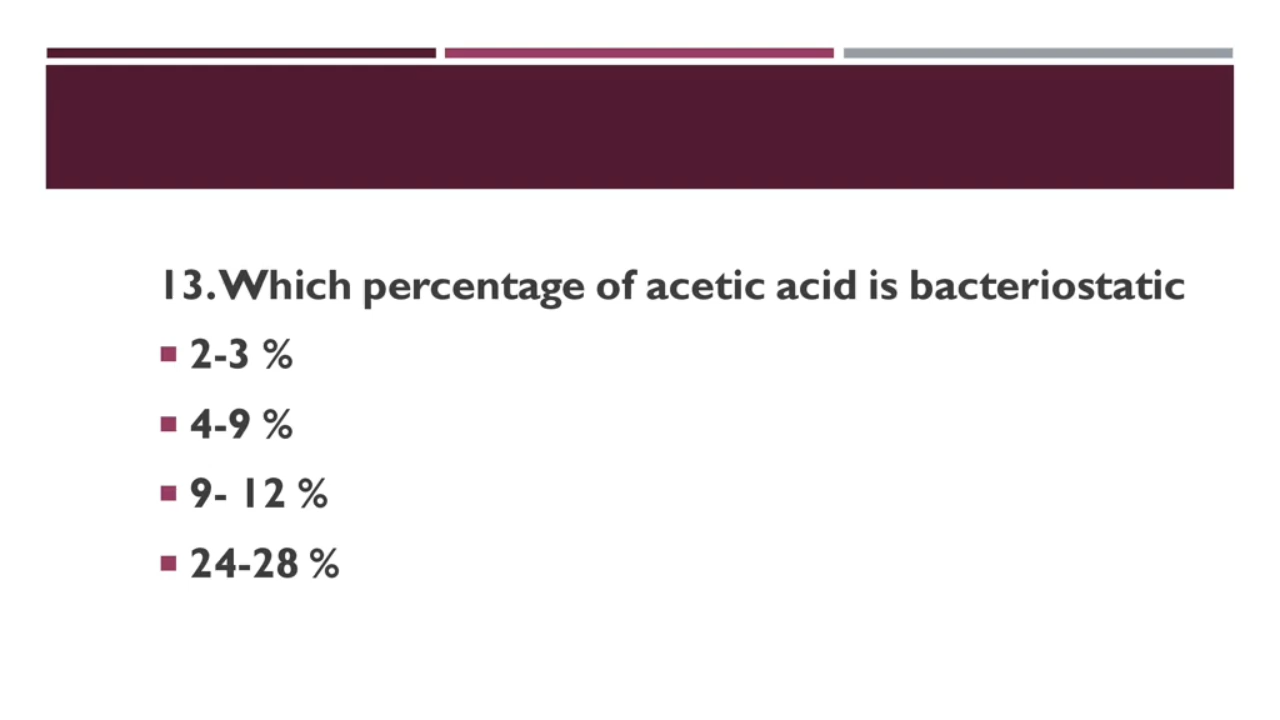 13. Which percentage of acetic acid is bacteriostatic
2-3 %
4-9 %
9- 12 %
24-28 %